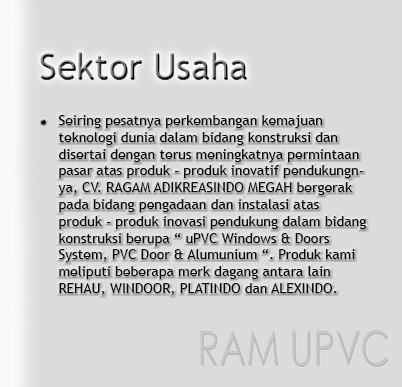 Sektor Usaha
• Seiring pesatnya perkembangan kemajuan
teknologi dunia dalam bidang konstruksi dan
disertai dengan terus meningkatnya permintaan
pasar atas produk - produk inovatif pendukungn-
ya, CV. RAGAM ADIKREASINDO MEGAH bergerak
pada bidang pengadaan dan instalasi atas
produk - produk inovasi pendukung dalam bidang
konstruksi berupa “ uPVC Windows & Doors
System, PVC Door & Alumunium “. Produk kami
meliputi beberapa merk dagang antara lain
REHAU, WINDOOR, PLATINDO dan ALEXINDO.
RAM UPVC